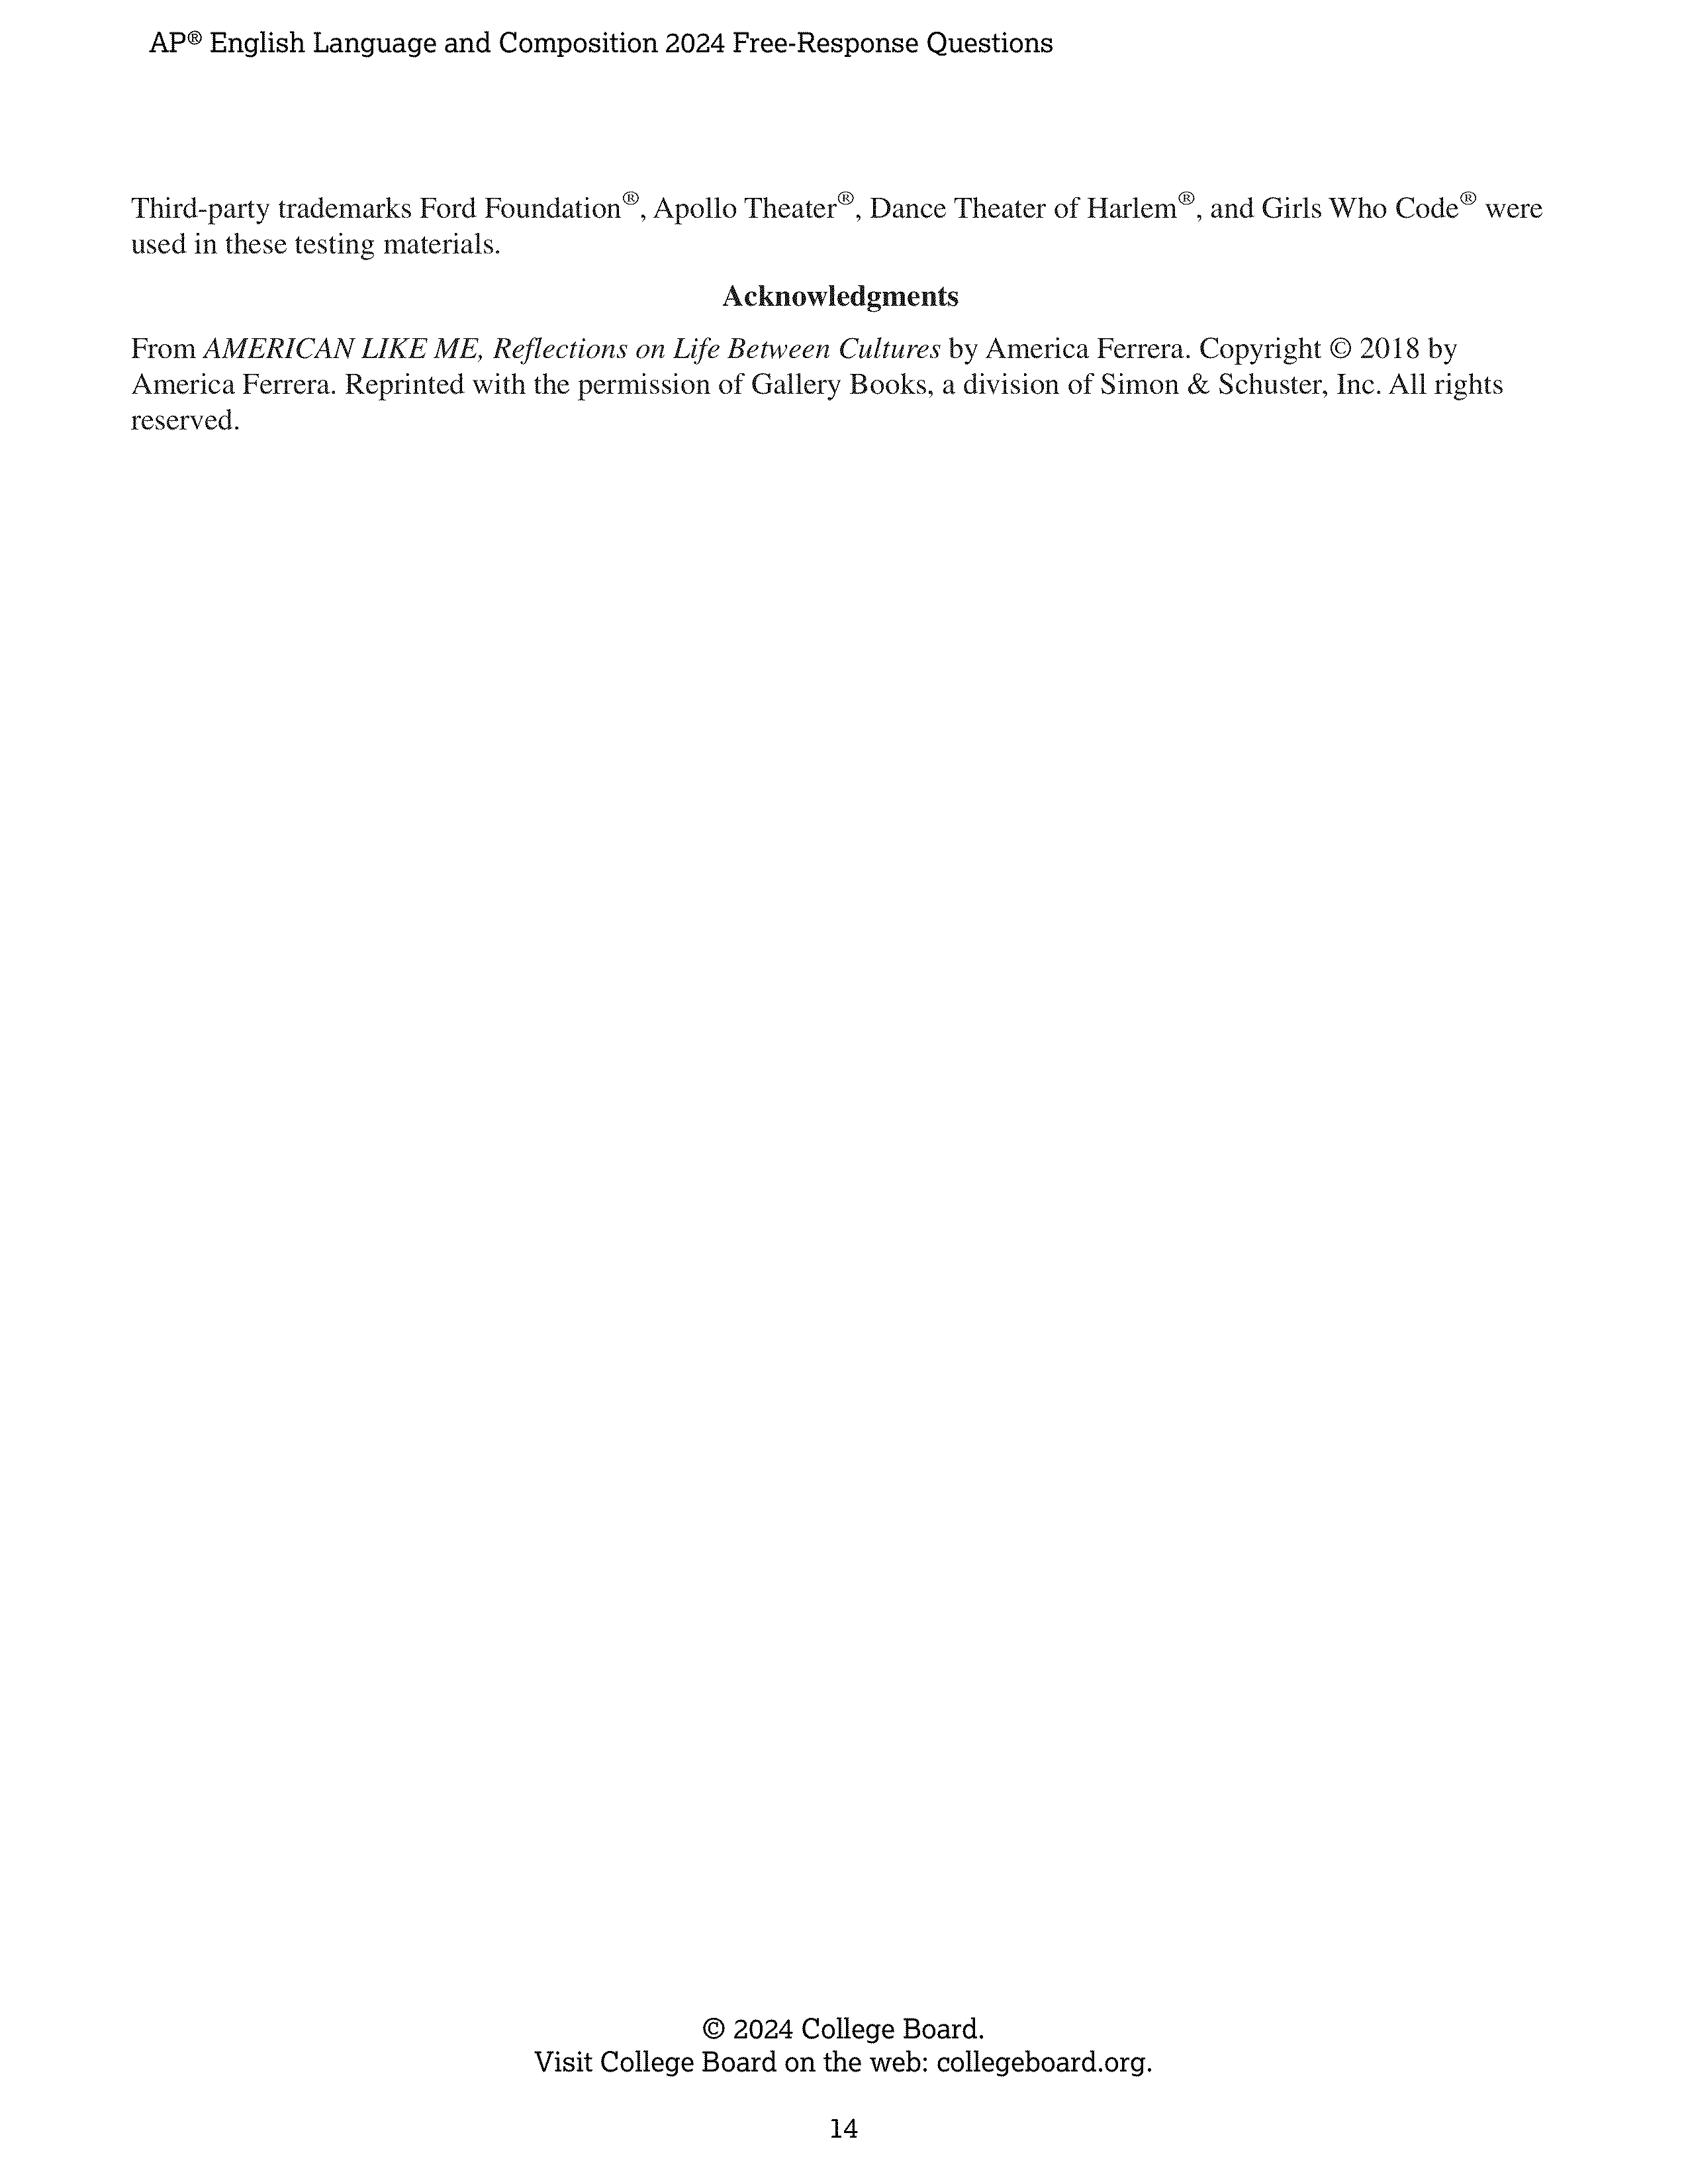 AP® English Language and Composition 2024 Free-Response Questions
Third-party trademarks Ford Foundation®, Apollo Theater®, Dance Theater of Harlem®, and Girls Who Code® were
used in these testing materials.
Acknowledgments
From AMERICAN LIKE ME, Reflections on Life Between Cultures by America Ferrera. Copyright © 2018 by
America Ferrera. Reprinted with the permission of Gallery Books, a division of Simon & Schuster, Inc. All rights
reserved.
© 2024 College Board.
Visit College Board on the web: collegeboard.org.
14